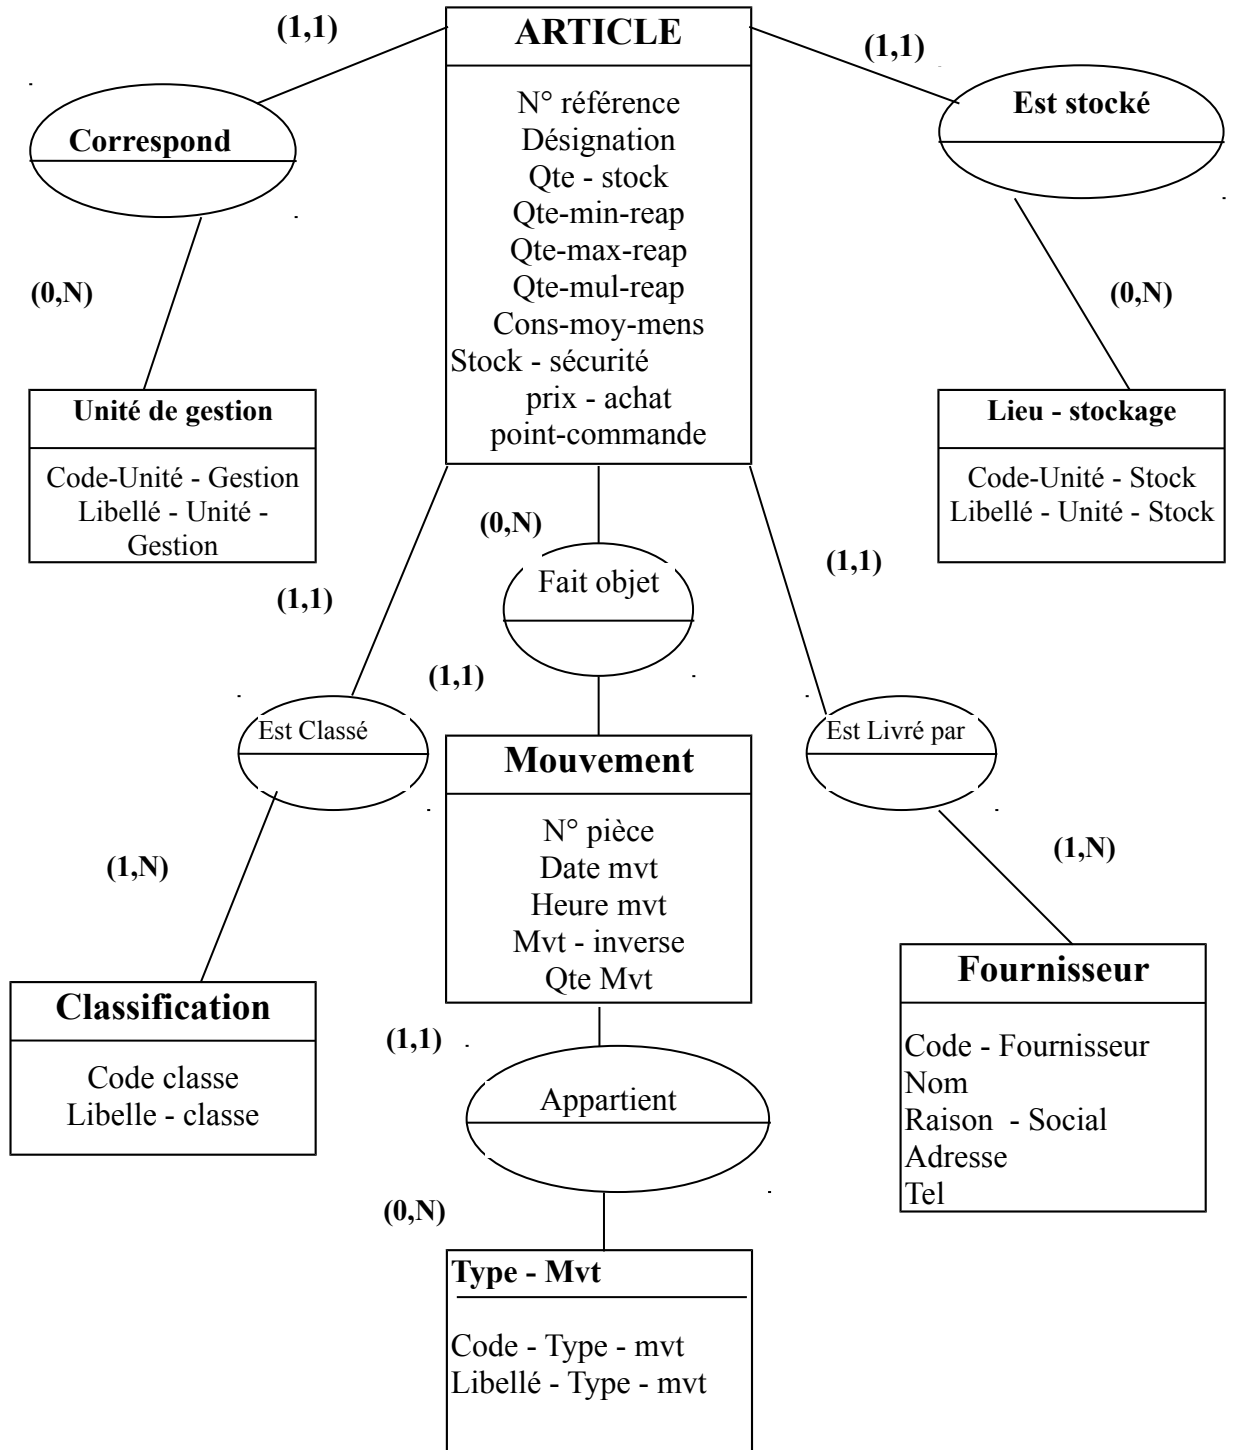 (1,1)
ARTICLE
(1,1)
Correspond
N° référence
Désignation
Qte - stock
Qte-min-reap
Qte-max-reap
Qte-mul-reap
Cons-moy-mens
Stock - sécurité
prix - achat
point-commande
Est stocké
(0,N)
(0,N)
Unité de gestion
Code-Unité - Gestion
Libellé - Unité -
Gestion
Lieu - stockage
Code-Unité - Stock
Libellé - Unité - Stock
(0,N)
Fait objet
(1,1)
(1,1)
(1,1)
Est Classé
Est Livré par
Mouvement
N° pièce
Date mvt
Heure mvt
Mvt - inverse
Qte Mvt
(1,N)
(1,N)
Classification
Code classe
Libelle - classe
Fournisseur
Code - Fournisseur
Nom
Raison  - Social
Adresse
Tel
(1,1)
Appartient
(0,N)
Type - Mvt
Code - Type - mvt
Libellé - Type - mvt